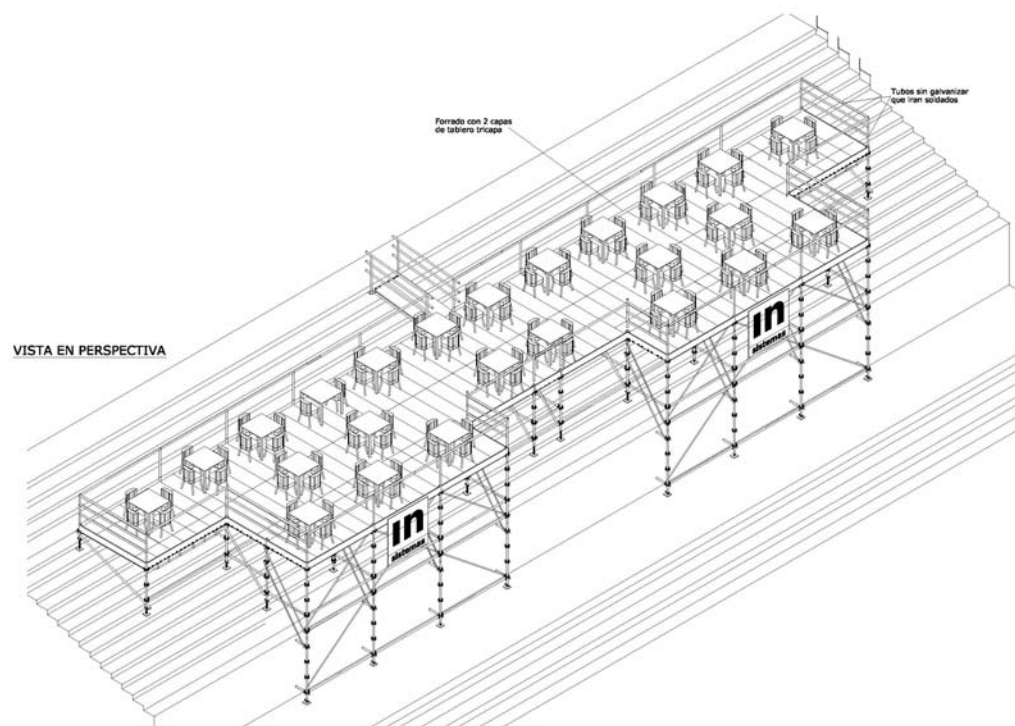 Tubos sin galvanizar
que iran soldados
Forrado con 2 capas
de tablero tricapa
VISTA EN PERSPECTIVA
in
sistemas
in
sistemas